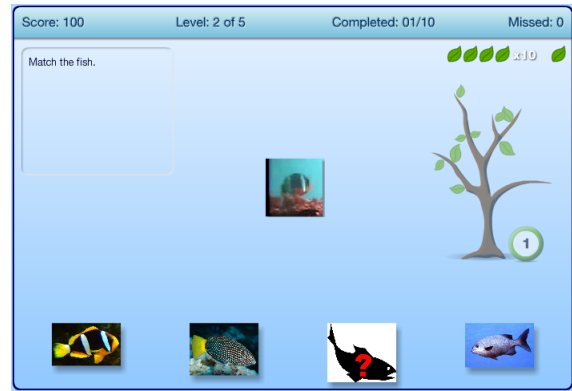 Score: 100 Level: 2 of 5 Completed: 01/10 Missed: 0
Match the fish.
x10
1
?